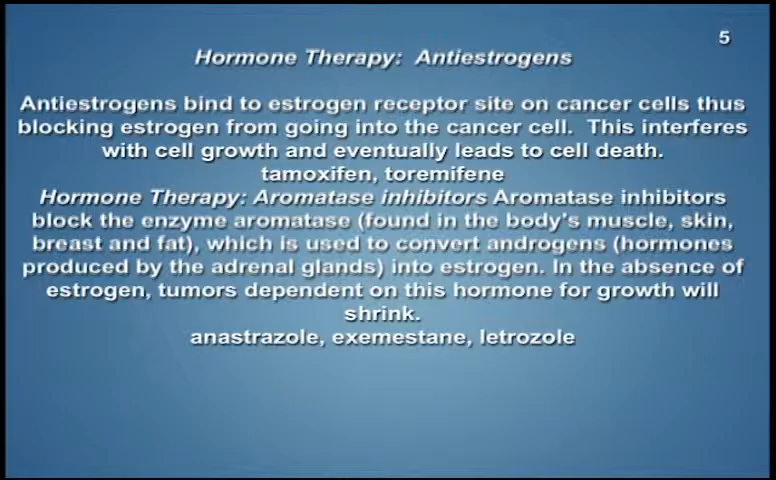 5
Hormone Therapy: Antiestrogens
Antiestrogens bind to estrogen receptor site on cancer cells thus
blocking estrogen from going into the cancer cell. This interferes
with cell growth and eventually leads to cell death.
tamoxifen, toremifene
Hormone Therapy: Aromatase inhibitors Aromatase inhibitors
block the enzyme aromatase (found in the body's muscle, skin,
breast and fat), which is used to convert androgens (hormones
produced by the adrenal glands) into estrogen. In the absence of
estrogen, tumors dependent on this hormone for growth will
shrink.
anastrazole, exemestane, letrozole